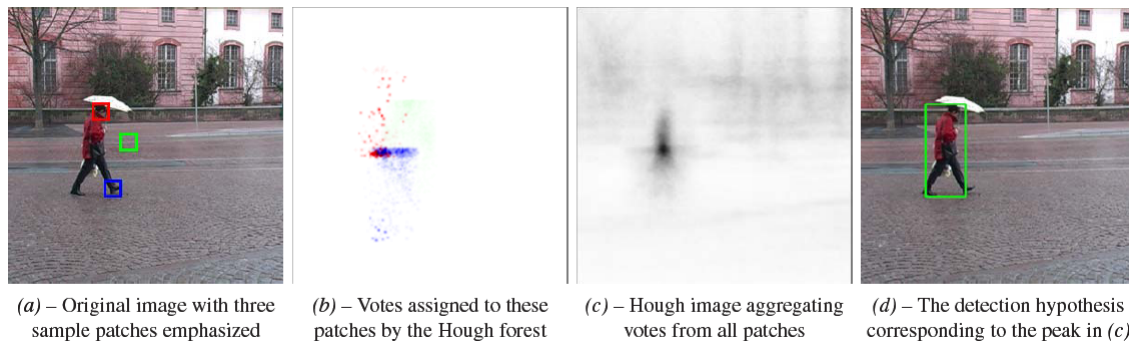 (a) – Original image with three
sample patches emphasized
(b) – Votes assigned to these
patches by the Hough forest
(c) – Hough image aggregating
votes from all patches
(d) – The detection hypothesis
corresponding to the peak in (c)